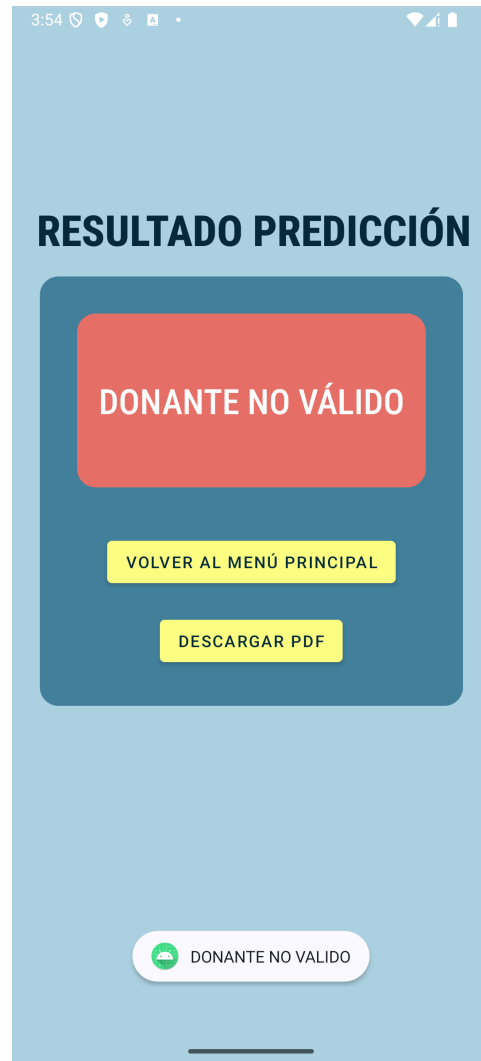 3:54
RESULTADO PREDICCIÓN
DONANTE NO VÁLIDO
VOLVER AL MENÚ PRINCIPAL
DESCARGAR PDF
DONANTE NO VALIDO